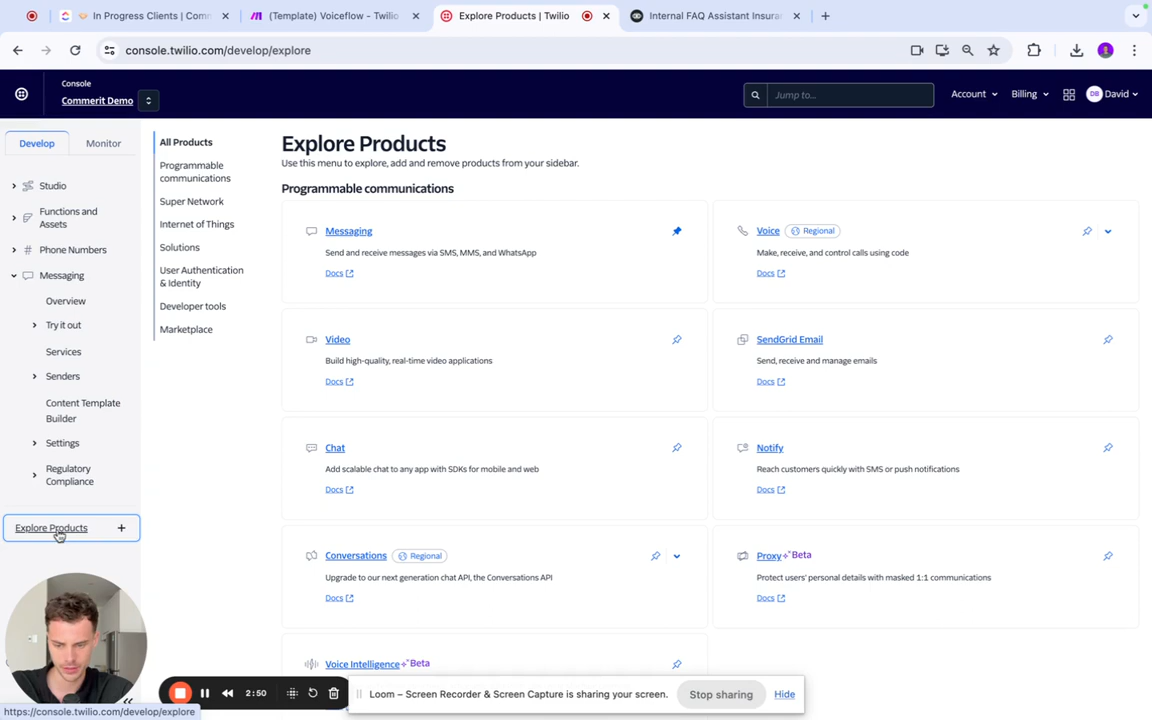 In Progress Clients | Comm
(Template) Voiceflow - Twilio
Explore Products | Twilio
Internal FAQ Assistant Insuran
console.twilio.com/develop/explore
Console
Commerit Demo
Jump to...
Account
Billing
DB
David
Develop
Monitor
Studio
Functions and
Assets
Phone Numbers
Messaging
Overview
Try it out
Services
Senders
Content Template
Builder
Settings
Regulatory
Compliance
Explore Products +
All Products
Programmable
communications
Super Network
Internet of Things
Solutions
User Authentication
& Identity
Developer tools
Marketplace
Explore Products
Use this menu to explore, add and remove products from your sidebar.
Programmable communications
Messaging
Send and receive messages via SMS, MMS, and WhatsApp
Docs
Voice Regional
Make, receive, and control calls using code
Docs
Video
Build high-quality, real-time video applications
Docs
SendGrid Email
Send, receive and manage emails
Docs
Chat
Add scalable chat to any app with SDKs for mobile and web
Docs
Notify
Reach customers quickly with SMS or push notifications
Docs
Conversations Regional
Upgrade to our next generation chat API, the Conversations API
Docs
Proxy Beta
Protect users' personal details with masked 1:1 communications
Docs
Voice Intelligence Beta
2:50
Loom – Screen Recorder & Screen Capture is sharing your screen.
Stop sharing
Hide
https://console.twilio.com/develop/explore